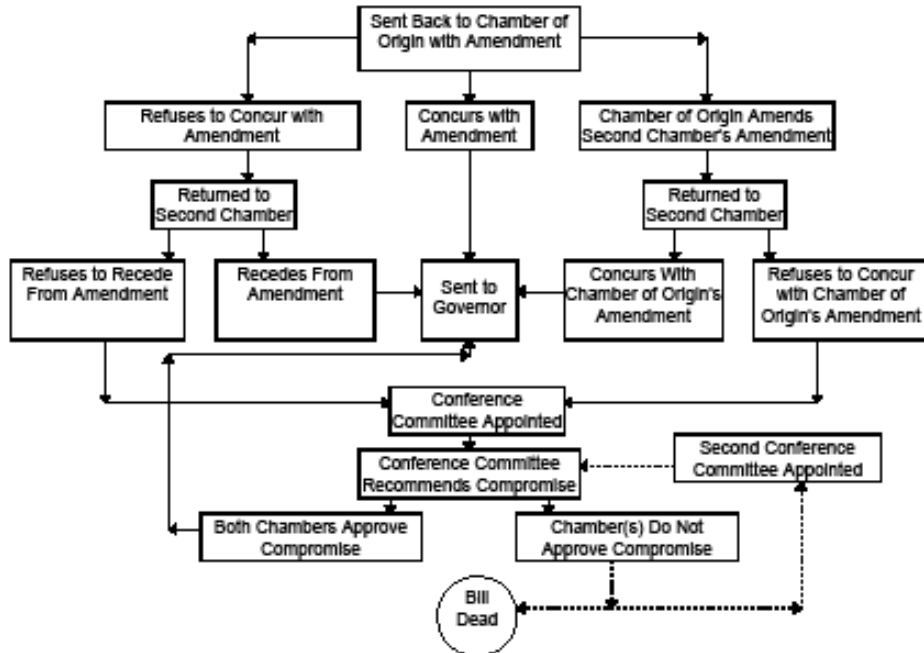 Sent Back to Chamber of
Origin with Amendment
Refuses to Concur with
Amendment
Concurs with
Amendment
Chamber of Origin Amends
Second Chamber's Amendment
Returned to
Second Chamber
Returned to
Second Chamber
Refuses to Recede
From Amendment
Recedes From
Amendment
Sent to
Governor
Concurs With
Chamber of Origin's
Amendment
Refuses to Concur
with Chamber of
Origin's Amendment
Conference
Committee Appointed
Conference Committee
Recommends Compromise
Second Conference
Committee Appointed
Both Chambers Approve
Compromise
Chamber(s) Do Not
Approve Compromise
Bill
Dead